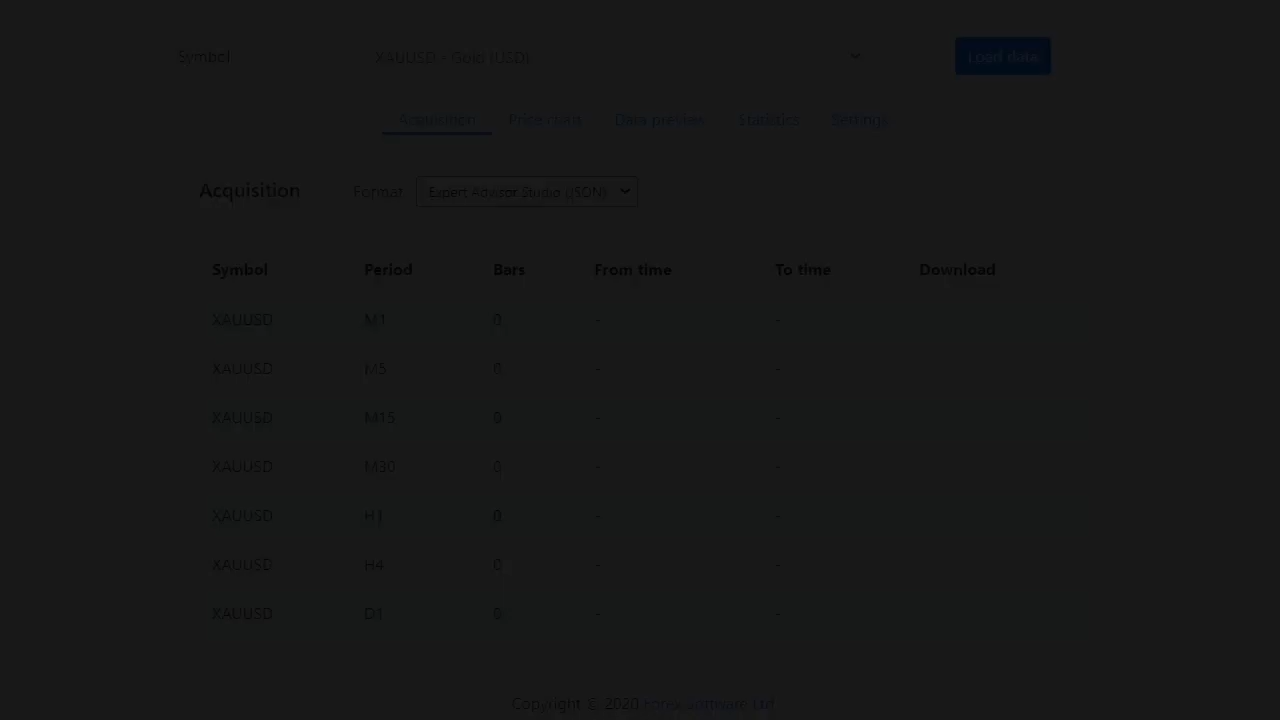 Symbol XAUUSD - Gold (USD) Load data
Acquisition Price chart Data preview Statistics Settings
Acquisition Format Expert Advisor Studio (JSON)
Symbol Period Bars From time To time Download
XAUUSD M1 0 - -
XAUUSD M5 0 - -
XAUUSD M15 0 - -
XAUUSD M30 0 - -
XAUUSD H1 0 - -
XAUUSD H4 0 - -
XAUUSD D1 0 - -
Copyright © 2020 Forex Software Ltd